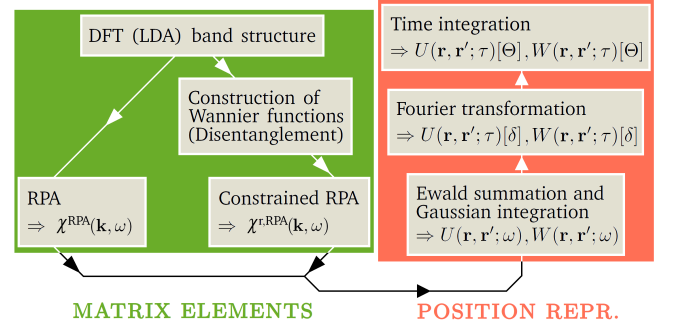 DFT (LDA) band structure
Construction of
Wannier functions
(Disentanglement)
RPA
⇒ χ^RPA(k, ω)
Constrained RPA
⇒ χ^r,RPA(k, ω)
MATRIX ELEMENTS
Time integration
⇒ U(r, r′; τ)[Θ], W(r, r′; τ)[Θ]
Fourier transformation
⇒ U(r, r′; τ)[δ], W(r, r′; τ)[δ]
Ewald summation and
Gaussian integration
⇒ U(r, r′; ω), W(r, r′; ω)
POSITION REPR.